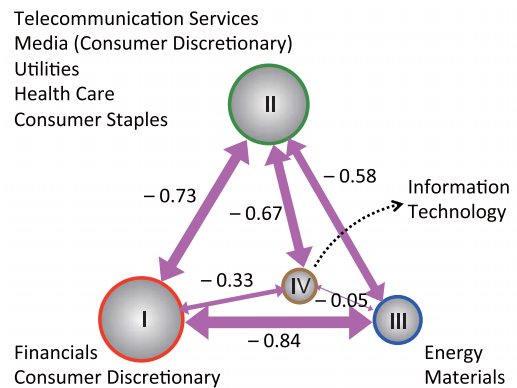 Telecommunication Services
Media (Consumer Discretionary)
Utilities
Health Care
Consumer Staples
II
– 0.73
– 0.67
– 0.58
Information
Technology
– 0.33
IV
– 0.05
I
III
– 0.84
Financials
Consumer Discretionary
Energy
Materials